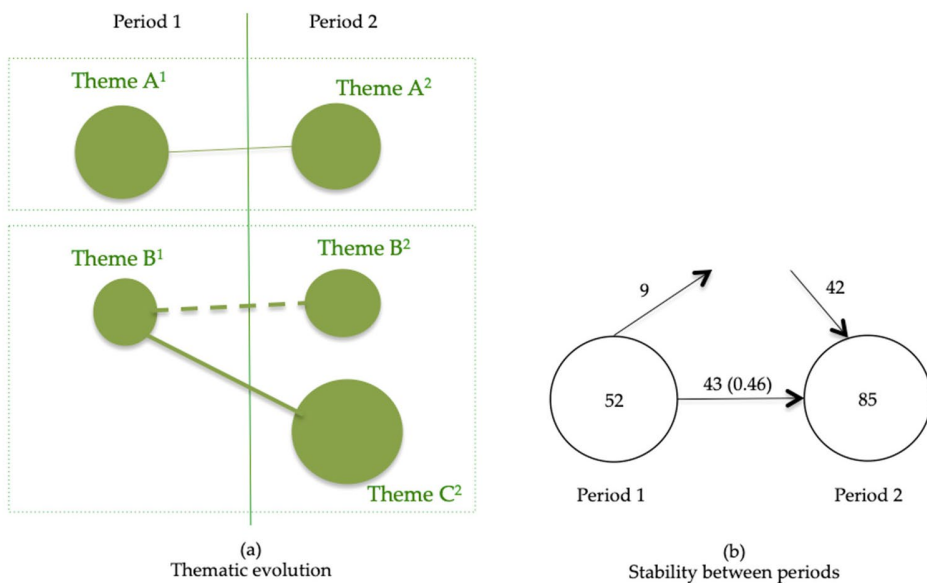 Period 1
Period 2
Theme A¹
Theme A²
Theme B¹
Theme B²
Theme C²
(a)
Thematic evolution
9
42
43 (0.46)
52
85
Period 1
Period 2
(b)
Stability between periods